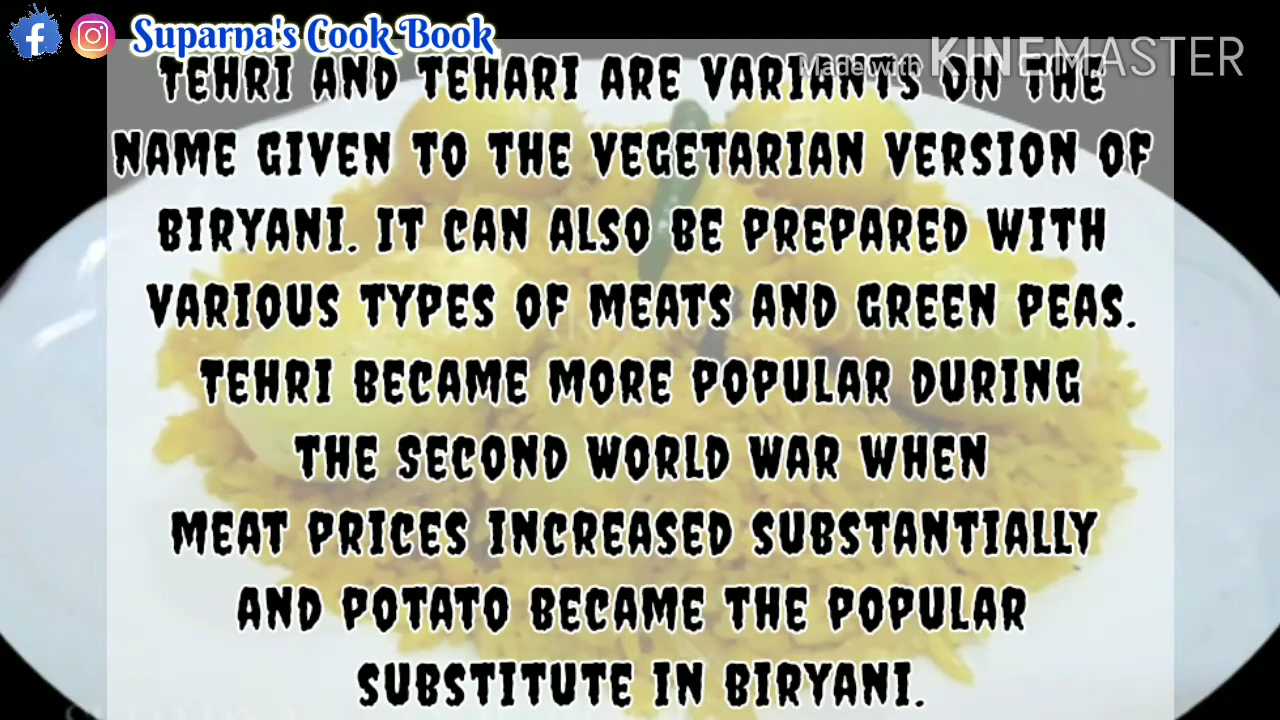 Suparna's Cook Book
Made with KINEMASTER
TEHRI AND TEHARI ARE VARIANTS ON THE
NAME GIVEN TO THE VEGETARIAN VERSION OF
BIRYANI. IT CAN ALSO BE PREPARED WITH
VARIOUS TYPES OF MEATS AND GREEN PEAS.
TEHRI BECAME MORE POPULAR DURING
THE SECOND WORLD WAR WHEN
MEAT PRICES INCREASED SUBSTANTIALLY
AND POTATO BECAME THE POPULAR
SUBSTITUTE IN BIRYANI.